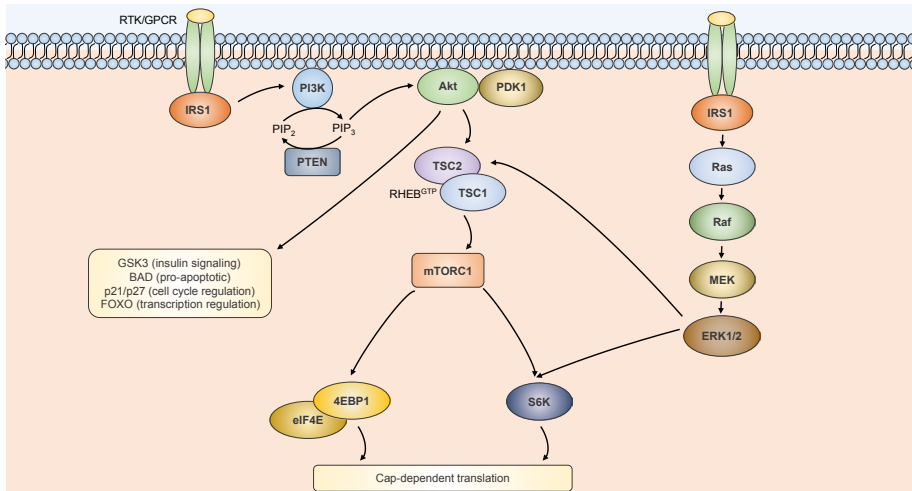 RTK/GPCR
IRS1
PI3K
PIP2
PIP3
PTEN
Akt
PDK1
TSC2
RHEBGTP
TSC1
mTORC1
GSK3 (insulin signaling)
BAD (pro-apoptotic)
p21/p27 (cell cycle regulation)
FOXO (transcription regulation)
4EBP1
eIF4E
S6K
Cap-dependent translation
IRS1
Ras
Raf
MEK
ERK1/2